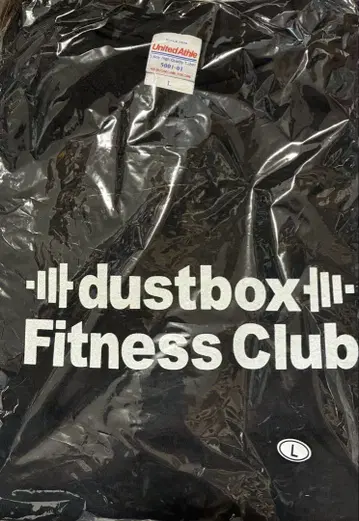 United Athle
5001-01
L
dustbox
Fitness Club
L